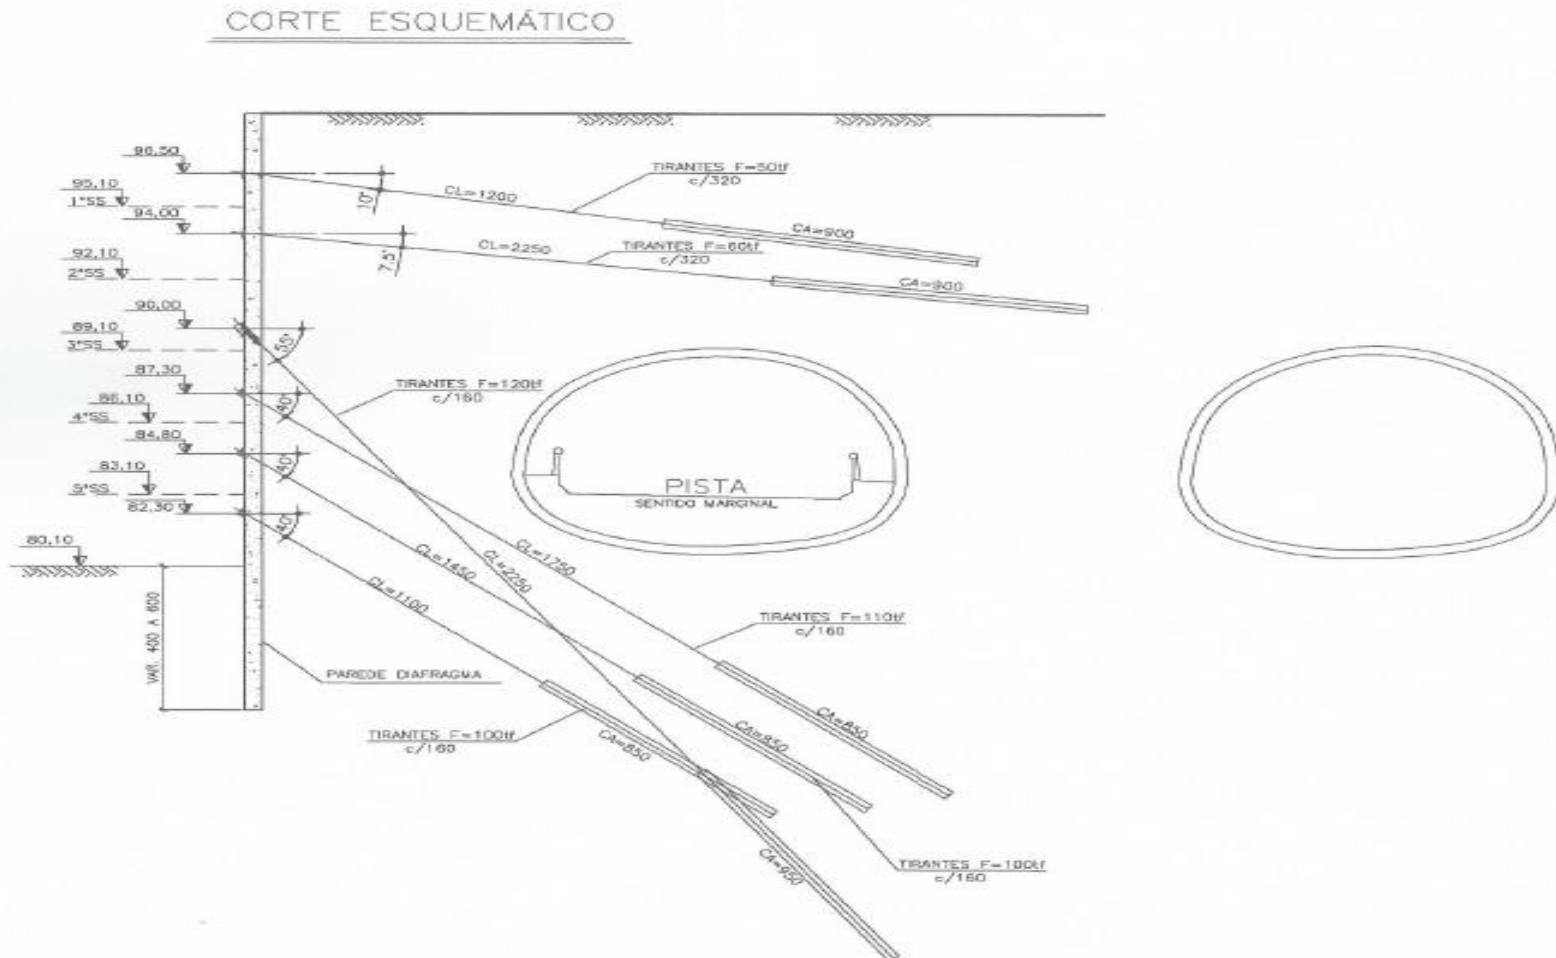 CORTE ESQUEMÁTICO
96,50
95,10
1°SS
94,00
92,10
2°SS
90,00
89,10
3°SS
87,30
86,10
4°SS
84,80
83,10
5°SS
82,30
80,10
VAR. 400 A 600
10°
CL=1200
TIRANTES F=50tf
c/320
CA=900
7,5°
CL=2250
TIRANTES F=60tf
c/320
CA=900
55°
TIRANTES F=120tf
c/160
40°
40°
40°
PISTA
SENTIDO MARGINAL
CL=1750
CL=2250
CL=1450
CL=1100
TIRANTES F=110tf
c/160
PAREDE DIAFRAGMA
TIRANTES F=100tf
c/160
CA=850
CA=850
CA=850
CA=950
TIRANTES F=100tf
c/160